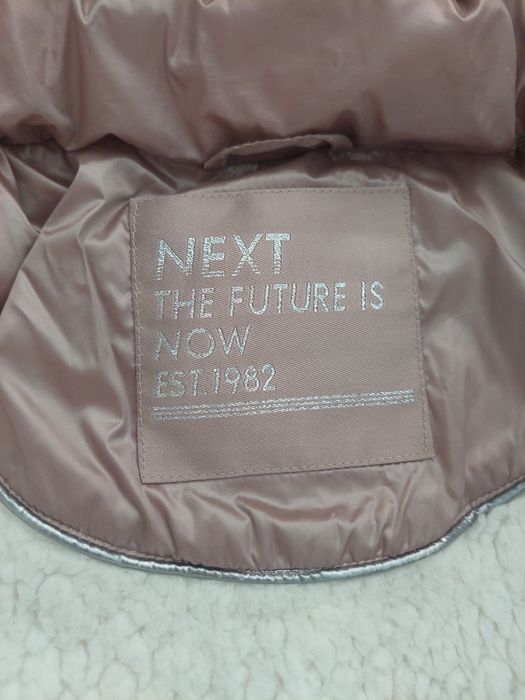 NEXT
THE FUTURE IS
NOW
EST.1982